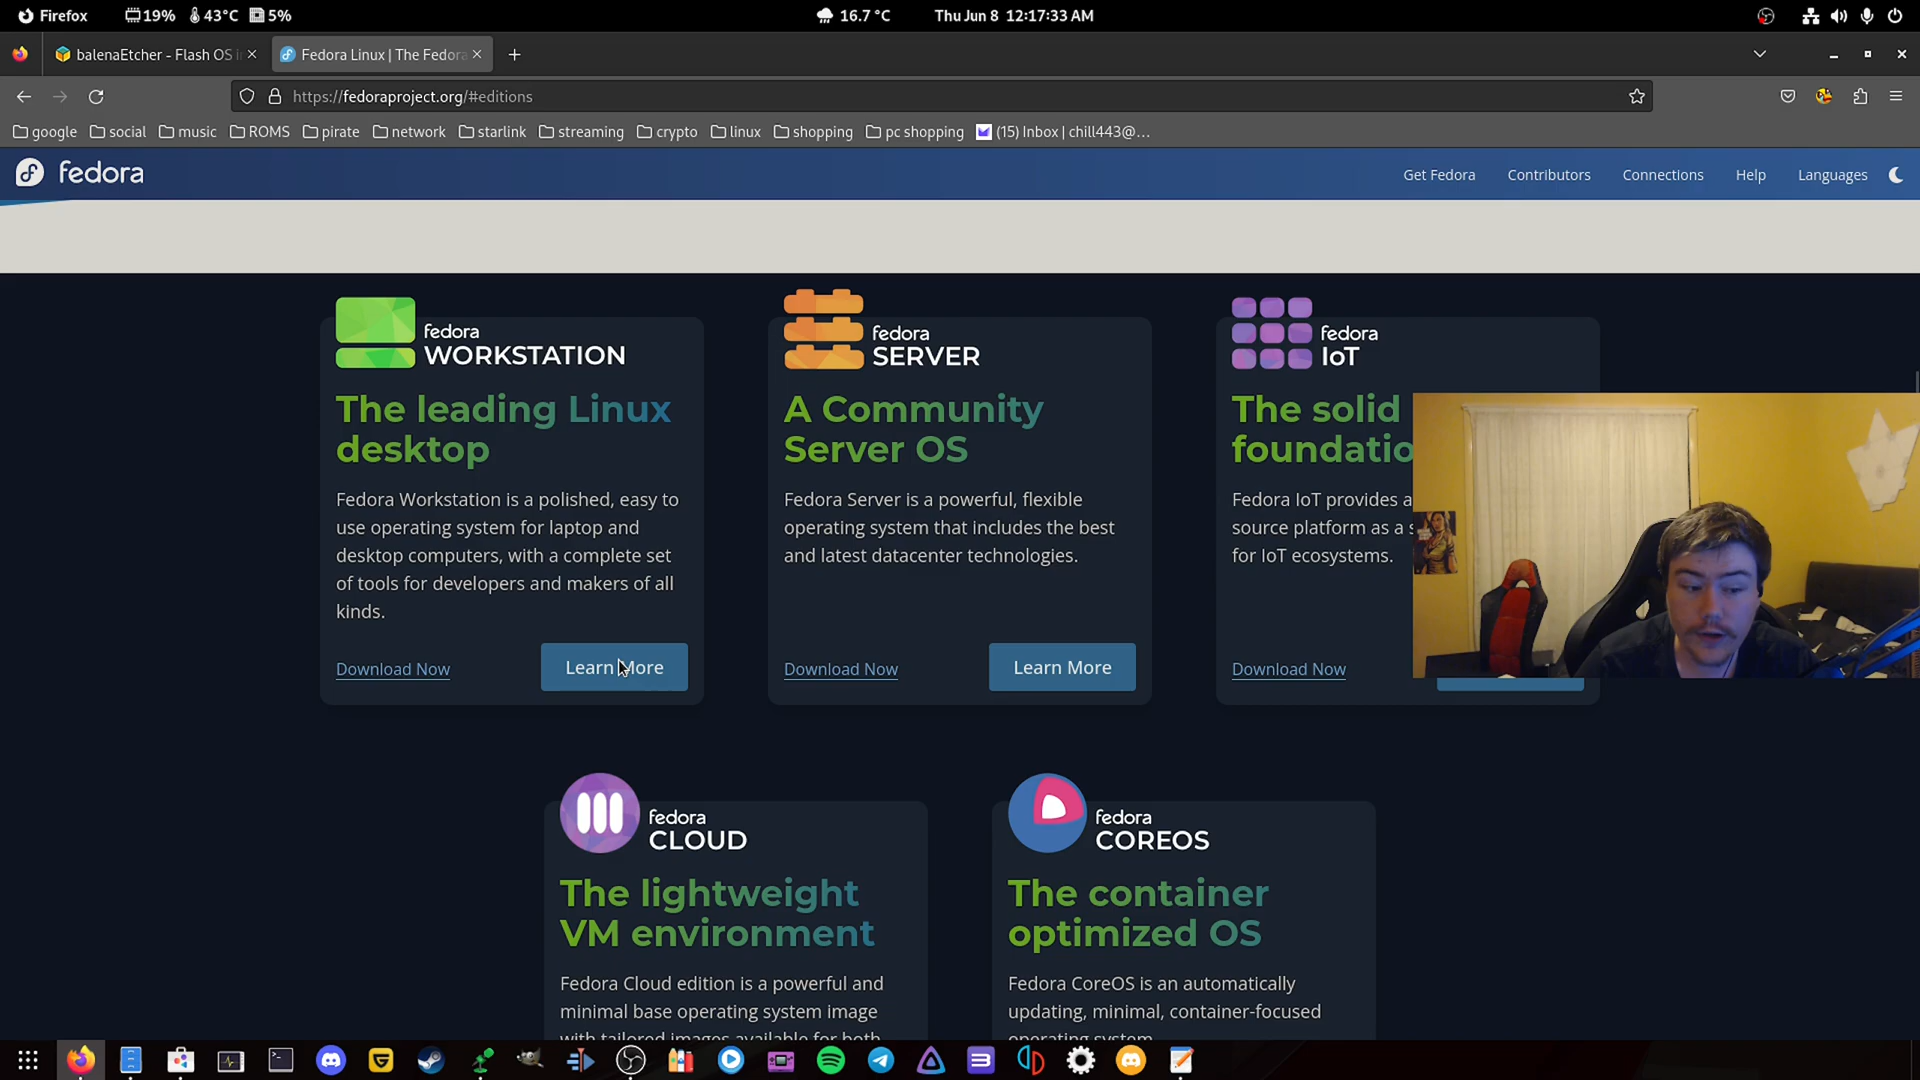 Firefox 19% 43°C 5% 16.7 °C Thu Jun 8 12:17:33 AM
balenaEtcher - Flash OS i
Fedora Linux | The Fedora
https://fedoraproject.org/#editions
google social music ROMS pirate network starlink streaming crypto linux shopping pc shopping (15) Inbox | chill443@...
fedora
Get Fedora Contributors Connections Help Languages
fedora
WORKSTATION
The leading Linux
desktop
Fedora Workstation is a polished, easy to
use operating system for laptop and
desktop computers, with a complete set
of tools for developers and makers of all
kinds.
Download Now Learn More
fedora
SERVER
A Community
Server OS
Fedora Server is a powerful, flexible
operating system that includes the best
and latest datacenter technologies.
Download Now Learn More
fedora
IoT
The solid
foundatio
Fedora IoT provides a
source platform as a s
for IoT ecosystems.
Download Now
fedora
CLOUD
The lightweight
VM environment
Fedora Cloud edition is a powerful and
minimal base operating system image
with tailored images available for both
fedora
COREOS
The container
optimized OS
Fedora CoreOS is an automatically
updating, minimal, container-focused
operating system.